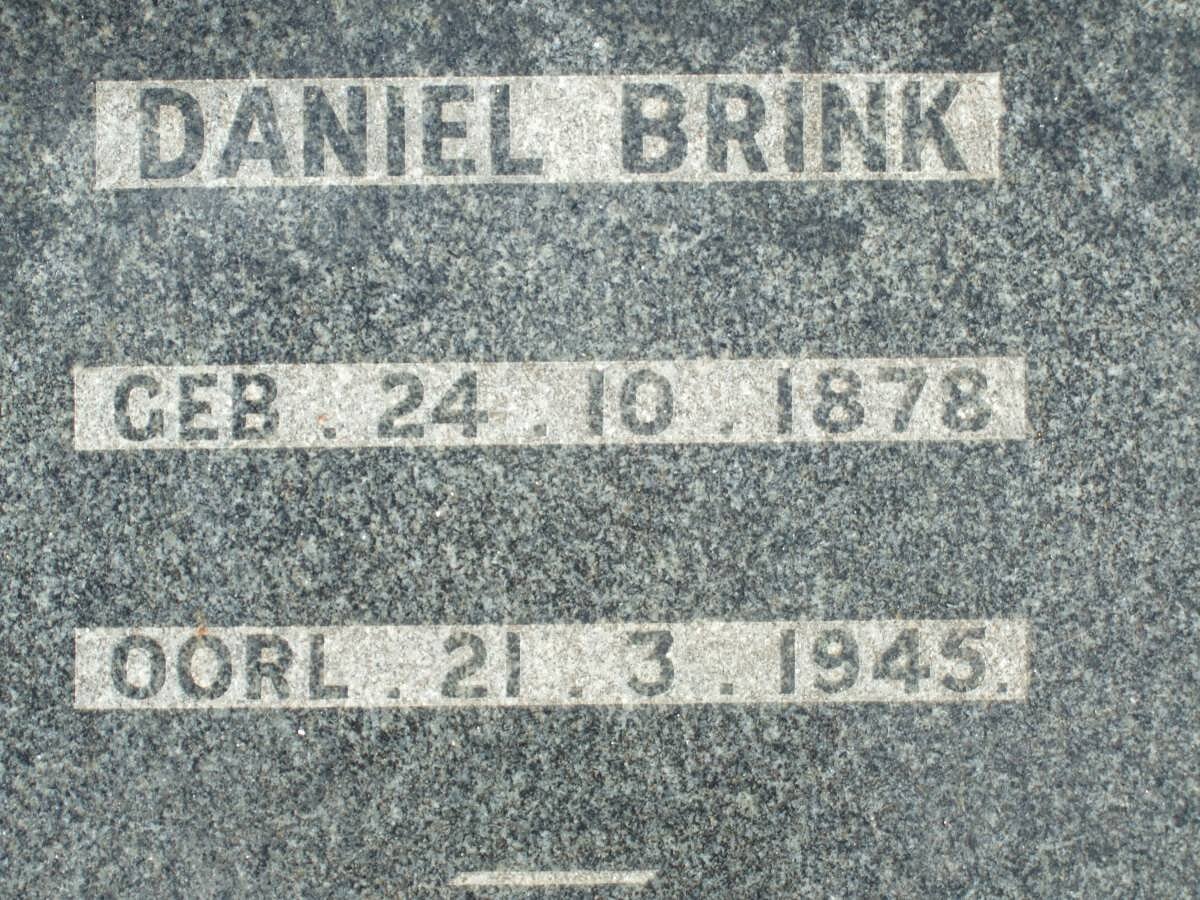 DANIEL BRINK
GEB. 24. 10. 1878
OORL. 21. 3. 1945.